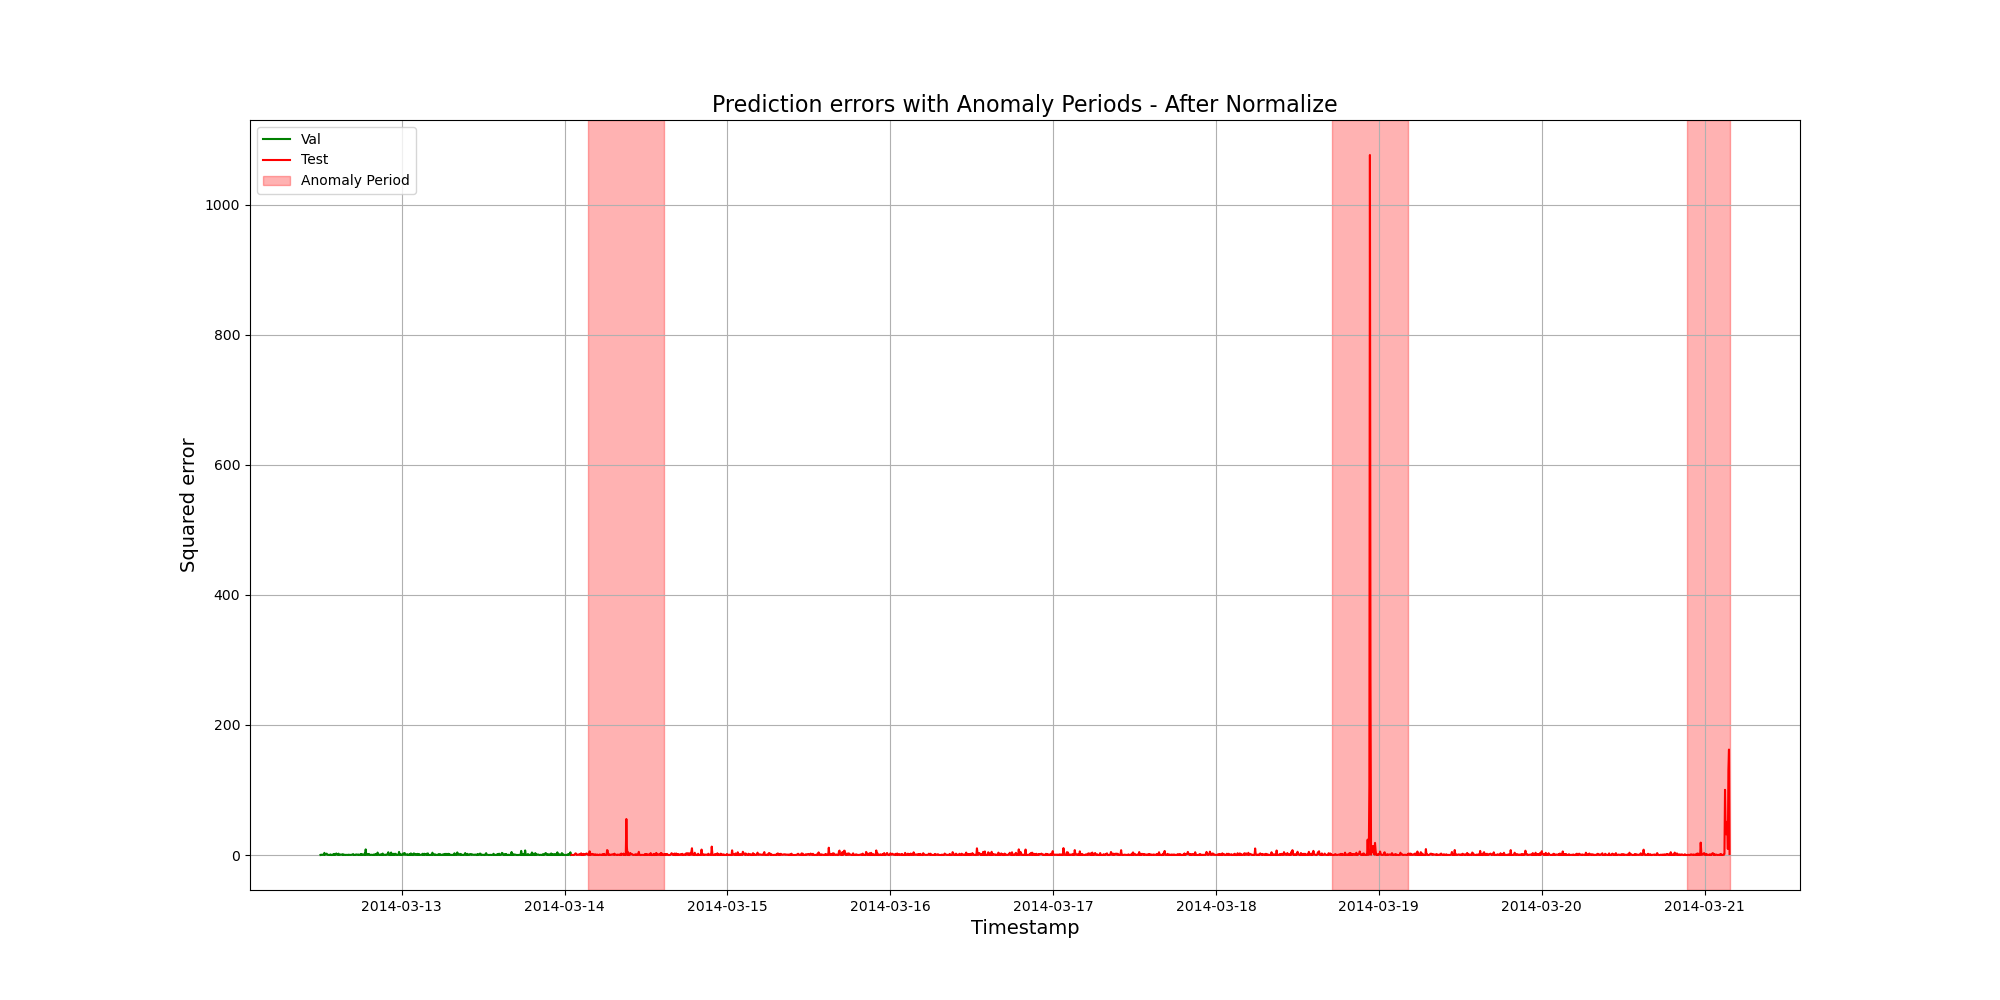 Prediction errors with Anomaly Periods - After Normalize
Val
Test
Anomaly Period
1000
800
600
400
200
0
Squared error
2014-03-13 2014-03-14 2014-03-15 2014-03-16 2014-03-17 2014-03-18 2014-03-19 2014-03-20 2014-03-21
Timestamp